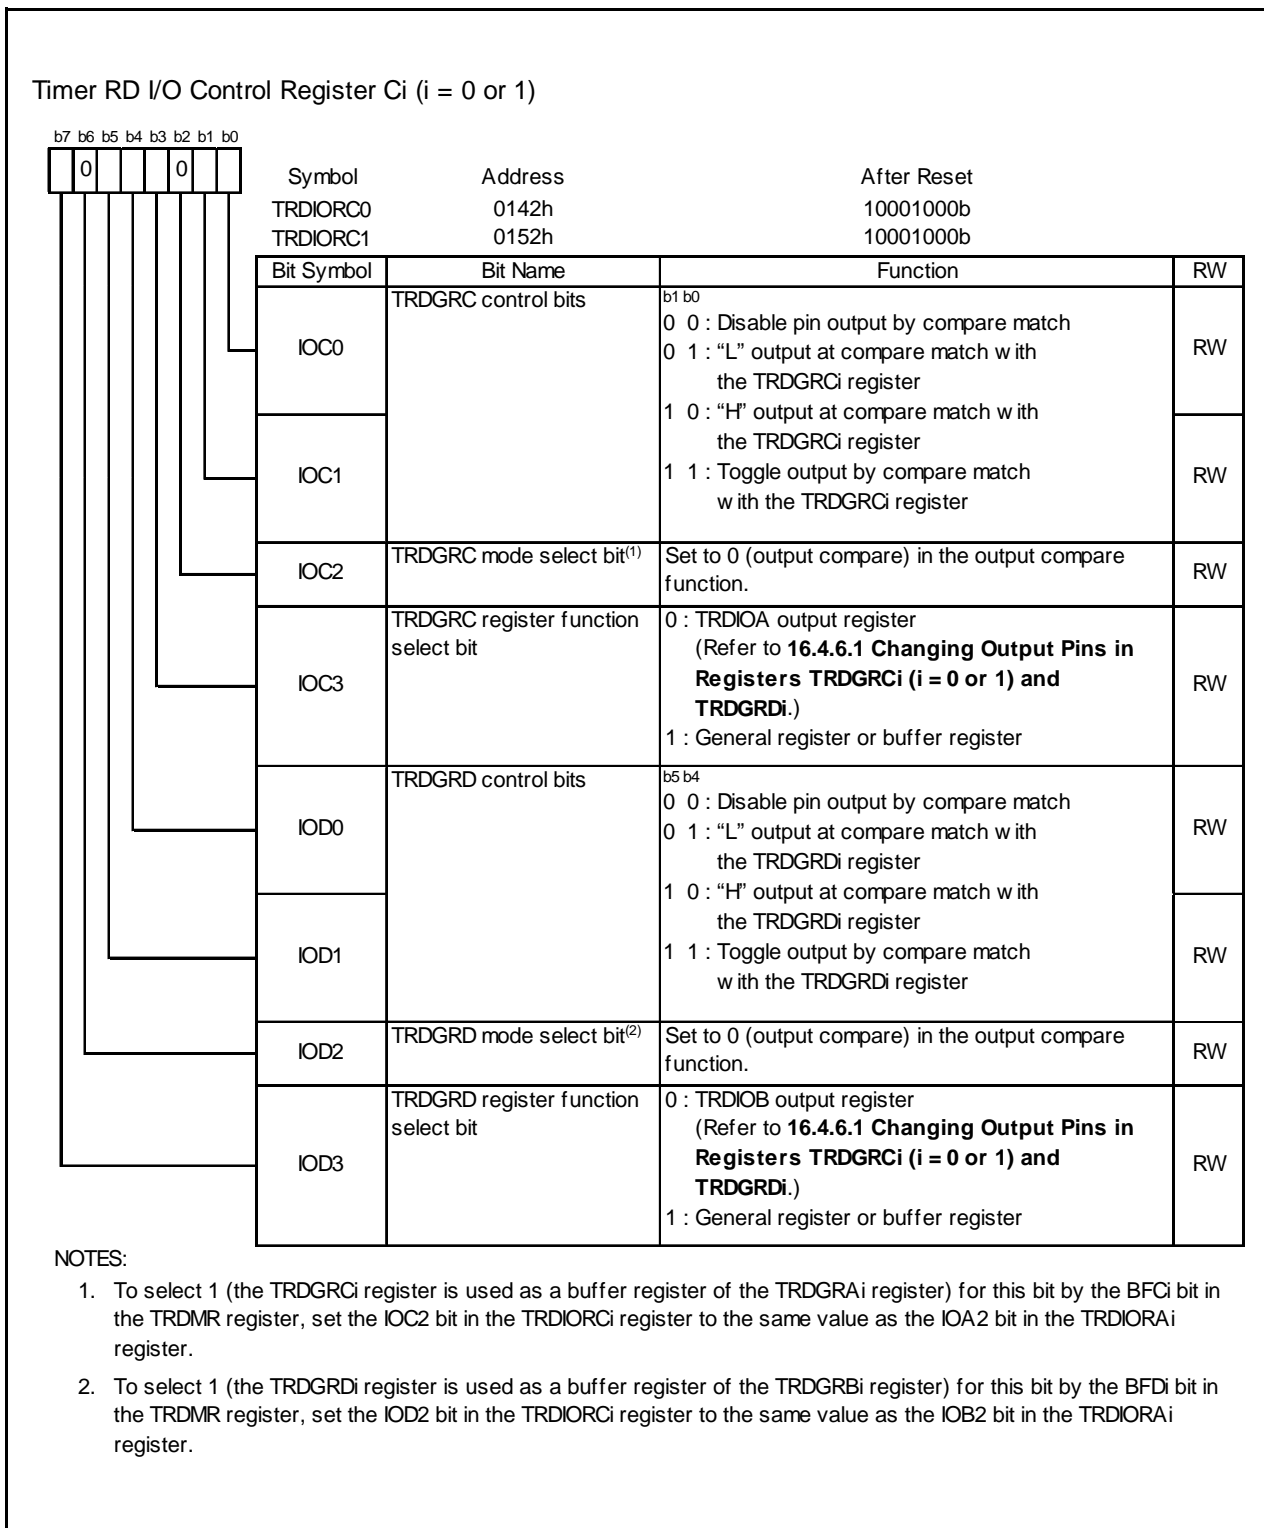 Timer RD I/O Control Register Ci (i = 0 or 1)
b7 b6 b5 b4 b3 b2 b1 b0
0 0
Symbol Address After Reset
TRDIORC0 0142h 10001000b
TRDIORC1 0152h 10001000b
Bit Symbol Bit Name Function RW
IOC0
TRDGRC control bits
b1 b0
0 0 : Disable pin output by compare match
0 1 : “L” output at compare match with
the TRDGRCi register
1 0 : “H” output at compare match with
the TRDGRCi register
1 1 : Toggle output by compare match
with the TRDGRCi register
RW
IOC1
RW
IOC2
TRDGRC mode select bit(1)
Set to 0 (output compare) in the output compare
function.
RW
IOC3
TRDGRC register function
select bit
0 : TRDIOA output register
(Refer to 16.4.6.1 Changing Output Pins in
Registers TRDGRCi (i = 0 or 1) and
TRDGRDi.)
1 : General register or buffer register
RW
IOD0
TRDGRD control bits
b5 b4
0 0 : Disable pin output by compare match
0 1 : “L” output at compare match with
the TRDGRDi register
1 0 : “H” output at compare match with
the TRDGRDi register
1 1 : Toggle output by compare match
with the TRDGRDi register
RW
IOD1
RW
IOD2
TRDGRD mode select bit(2)
Set to 0 (output compare) in the output compare
function.
RW
IOD3
TRDGRD register function
select bit
0 : TRDIOB output register
(Refer to 16.4.6.1 Changing Output Pins in
Registers TRDGRCi (i = 0 or 1) and
TRDGRDi.)
1 : General register or buffer register
RW
NOTES:
1. To select 1 (the TRDGRCi register is used as a buffer register of the TRDGRAi register) for this bit by the BFCi bit in
the TRDMR register, set the IOC2 bit in the TRDIORCi register to the same value as the IOA2 bit in the TRDIORAi
register.
2. To select 1 (the TRDGRDi register is used as a buffer register of the TRDGRBi register) for this bit by the BFDi bit in
the TRDMR register, set the IOD2 bit in the TRDIORCi register to the same value as the IOB2 bit in the TRDIORAi
register.